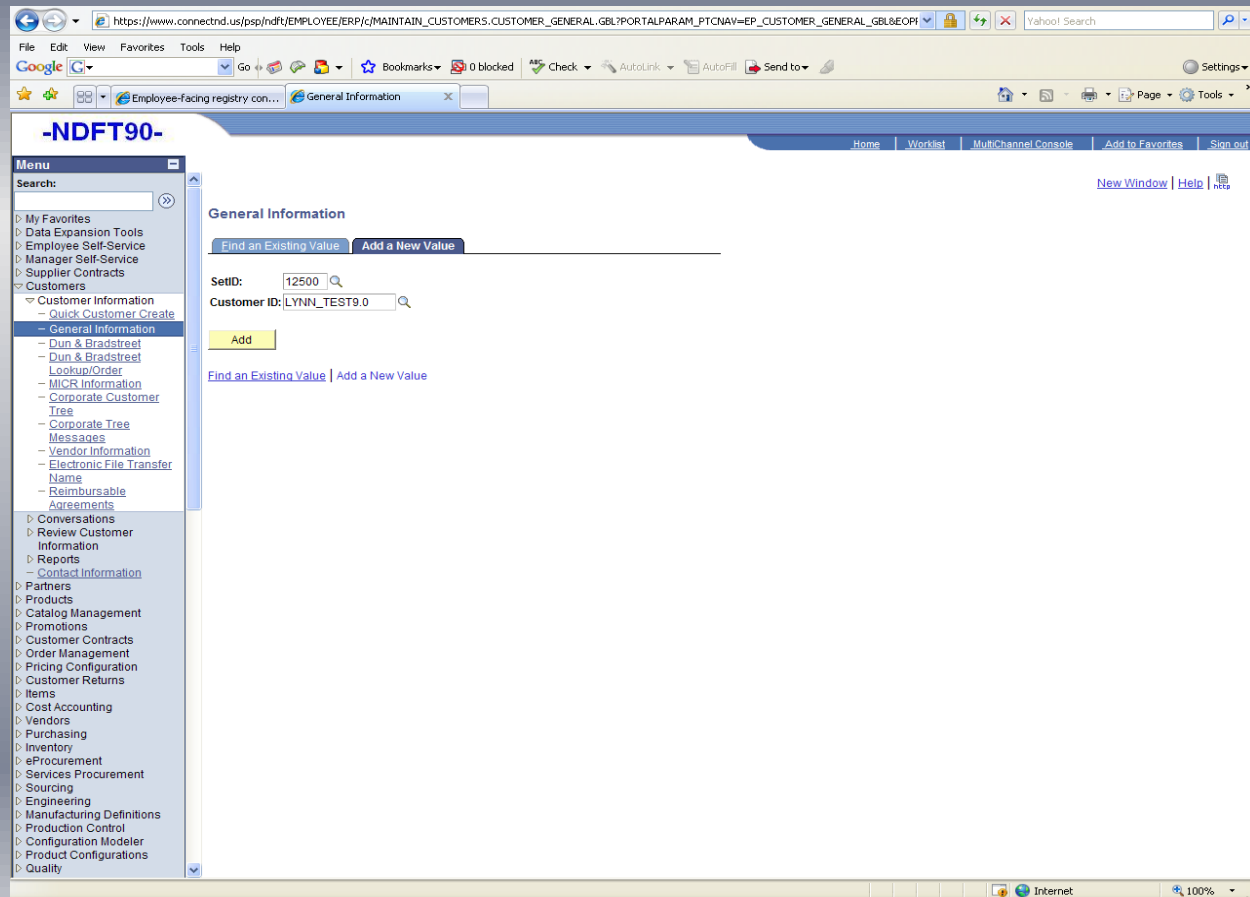 https://www.connectnd.us/psp/ndft/EMPLOYEE/ERP/c/MAINTAIN_CUSTOMERS.CUSTOMER_GENERAL.GBL?PORTALPARAM_PTCNAV=EP_CUSTOMER_GENERAL_GBL&EOPF Yahoo! Search
File Edit View Favorites Tools Help
Google G Go Bookmarks 0 blocked ABC Check AutoLink AutoFill Send to Settings
Employee-facing registry con... General Information x Page Tools
-NDFT90-
Home Worklist MultiChannel Console Add to Favorites Sign out
New Window | Help | http
Menu
Search:
My Favorites
Data Expansion Tools
Employee Self-Service
Manager Self-Service
Supplier Contracts
Customers
Customer Information
– Quick Customer Create
– General Information
– Dun & Bradstreet
– Dun & Bradstreet
Lookup/Order
– MICR Information
– Corporate Customer
Tree
– Corporate Tree
Messages
– Vendor Information
– Electronic File Transfer
Name
– Reimbursable
Agreements
Conversations
Review Customer
Information
Reports
– Contact Information
Partners
Products
Catalog Management
Promotions
Customer Contracts
Order Management
Pricing Configuration
Customer Returns
Items
Cost Accounting
Vendors
Purchasing
Inventory
eProcurement
Services Procurement
Sourcing
Engineering
Manufacturing Definitions
Production Control
Configuration Modeler
Product Configurations
Quality
General Information
Find an Existing Value Add a New Value
SetID: 12500
Customer ID: LYNN_TEST9.0
Add
Find an Existing Value | Add a New Value
Internet 100%